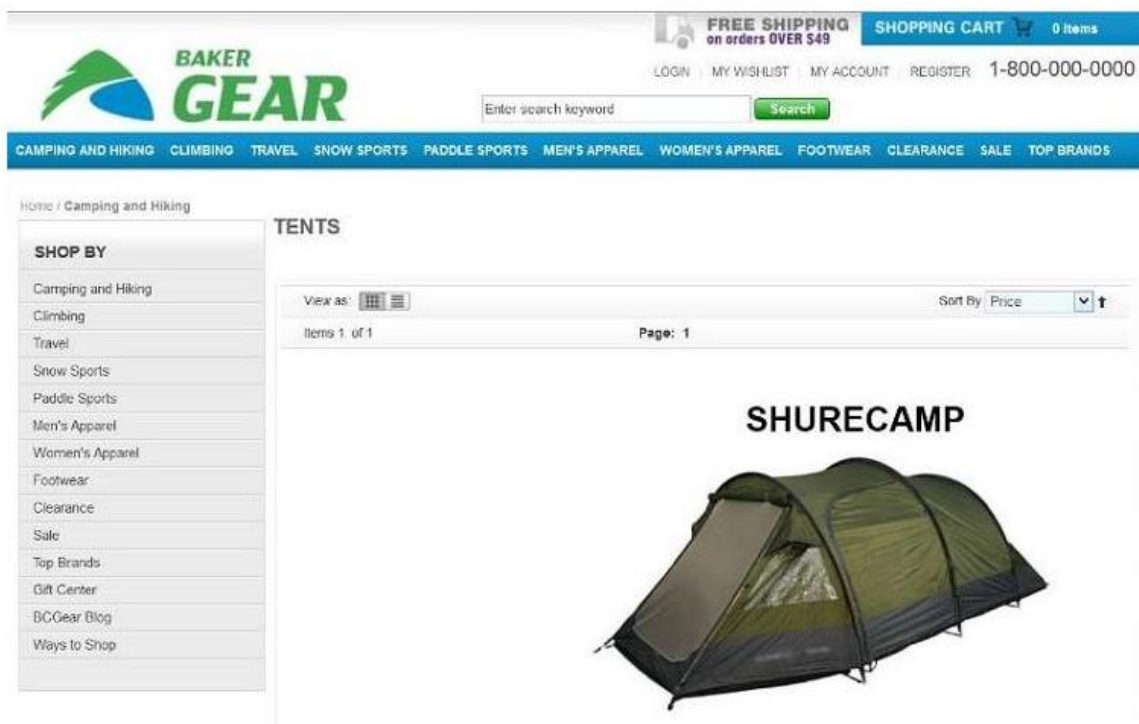 FREE SHIPPING
on orders OVER $49
SHOPPING CART 0 Items
BAKER
GEAR
LOGIN MY WISHLIST MY ACCOUNT REGISTER 1-800-000-0000
Enter search keyword Search
CAMPING AND HIKING CLIMBING TRAVEL SNOW SPORTS PADDLE SPORTS MEN'S APPAREL WOMEN'S APPAREL FOOTWEAR CLEARANCE SALE TOP BRANDS
Home / Camping and Hiking
TENTS
SHOP BY
Camping and Hiking
Climbing
Travel
Snow Sports
Paddle Sports
Men's Apparel
Women's Apparel
Footwear
Clearance
Sale
Top Brands
Gift Center
BCGear Blog
Ways to Shop
View as: Sort By Price
Items 1 of 1 Page: 1
SHURECAMP